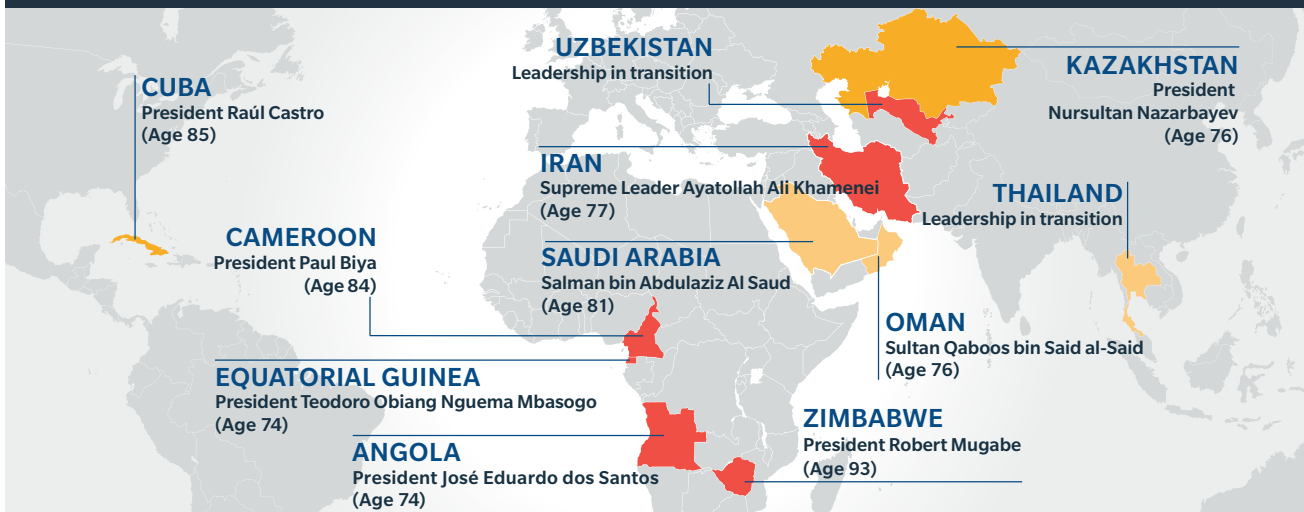 UZBEKISTAN
Leadership in transition
KAZAKHSTAN
President
Nursultan Nazarbayev
(Age 76)
CUBA
President Raúl Castro
(Age 85)
IRAN
Supreme Leader Ayatollah Ali Khamenei
(Age 77)
THAILAND
Leadership in transition
CAMEROON
President Paul Biya
(Age 84)
SAUDI ARABIA
Salman bin Abdulaziz Al Saud
(Age 81)
OMAN
Sultan Qaboos bin Said al-Said
(Age 76)
EQUATORIAL GUINEA
President Teodoro Obiang Nguema Mbasogo
(Age 74)
ZIMBABWE
President Robert Mugabe
(Age 93)
ANGOLA
President José Eduardo dos Santos
(Age 74)